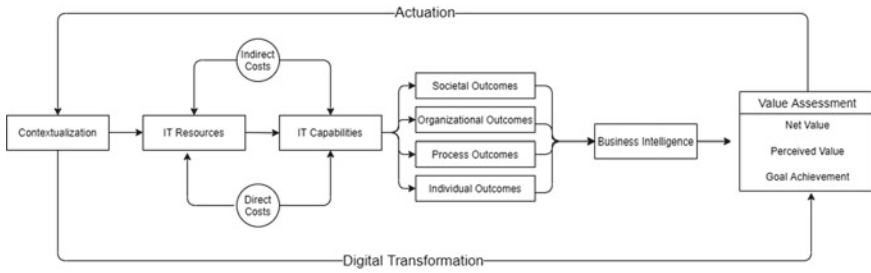 Actuation
Indirect
Costs
Contextualization
IT Resources
IT Capabilities
Direct
Costs
Societal Outcomes
Organizational Outcomes
Process Outcomes
Individual Outcomes
Business Intelligence
Value Assessment
Net Value
Perceived Value
Goal Achievement
Digital Transformation